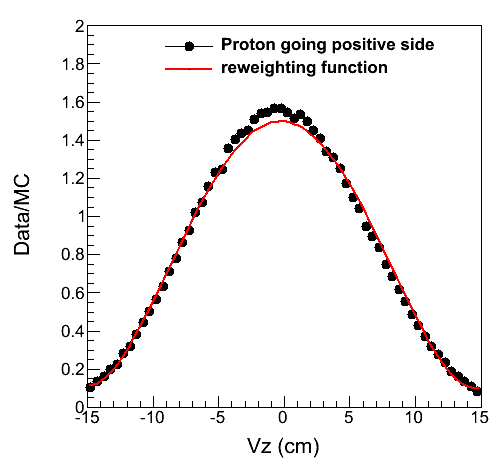 Proton going positive side
reweighting function
Data/MC
2
1.8
1.6
1.4
1.2
1
0.8
0.6
0.4
0.2
0
-15 -10 -5 0 5 10 15
Vz (cm)